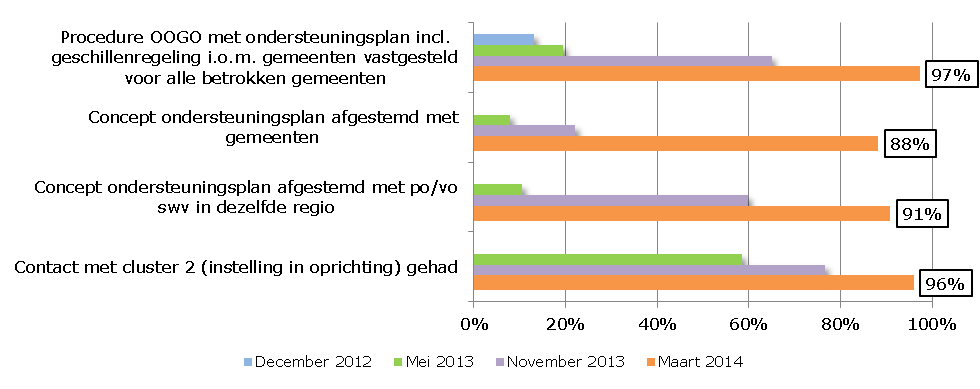 Procedure OOGO met ondersteuningsplan incl.
geschillenregeling i.o.m. gemeenten vastgesteld
voor alle betrokken gemeenten
97%
Concept ondersteuningsplan afgestemd met
gemeenten
88%
Concept ondersteuningsplan afgestemd met po/vo
swv in dezelfde regio
91%
Contact met cluster 2 (instelling in oprichting) gehad
96%
0% 20% 40% 60% 80% 100%
December 2012 Mei 2013 November 2013 Maart 2014